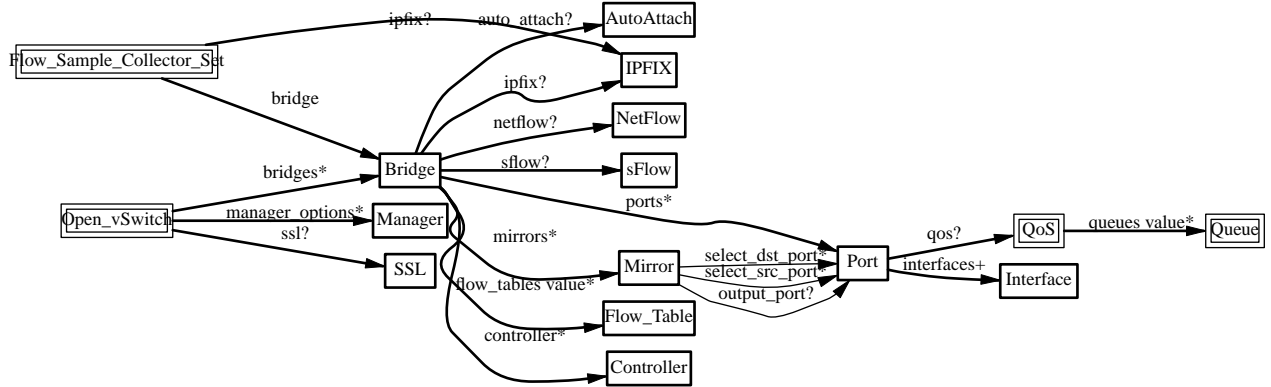 AutoAttach
ipfix?
auto_attach?
Flow_Sample_Collector_Set
IPFIX
ipfix?
bridge
netflow?
NetFlow
bridges*
Bridge
sflow?
sFlow
ports*
Open_vSwitch
manager_options*
Manager
ssl?
mirrors*
qos?
QoS
queues value*
Queue
SSL
flow_tables value*
Mirror
select_dst_port*
select_src_port*
output_port?
Port
interfaces+
Interface
Flow_Table
controller*
Controller